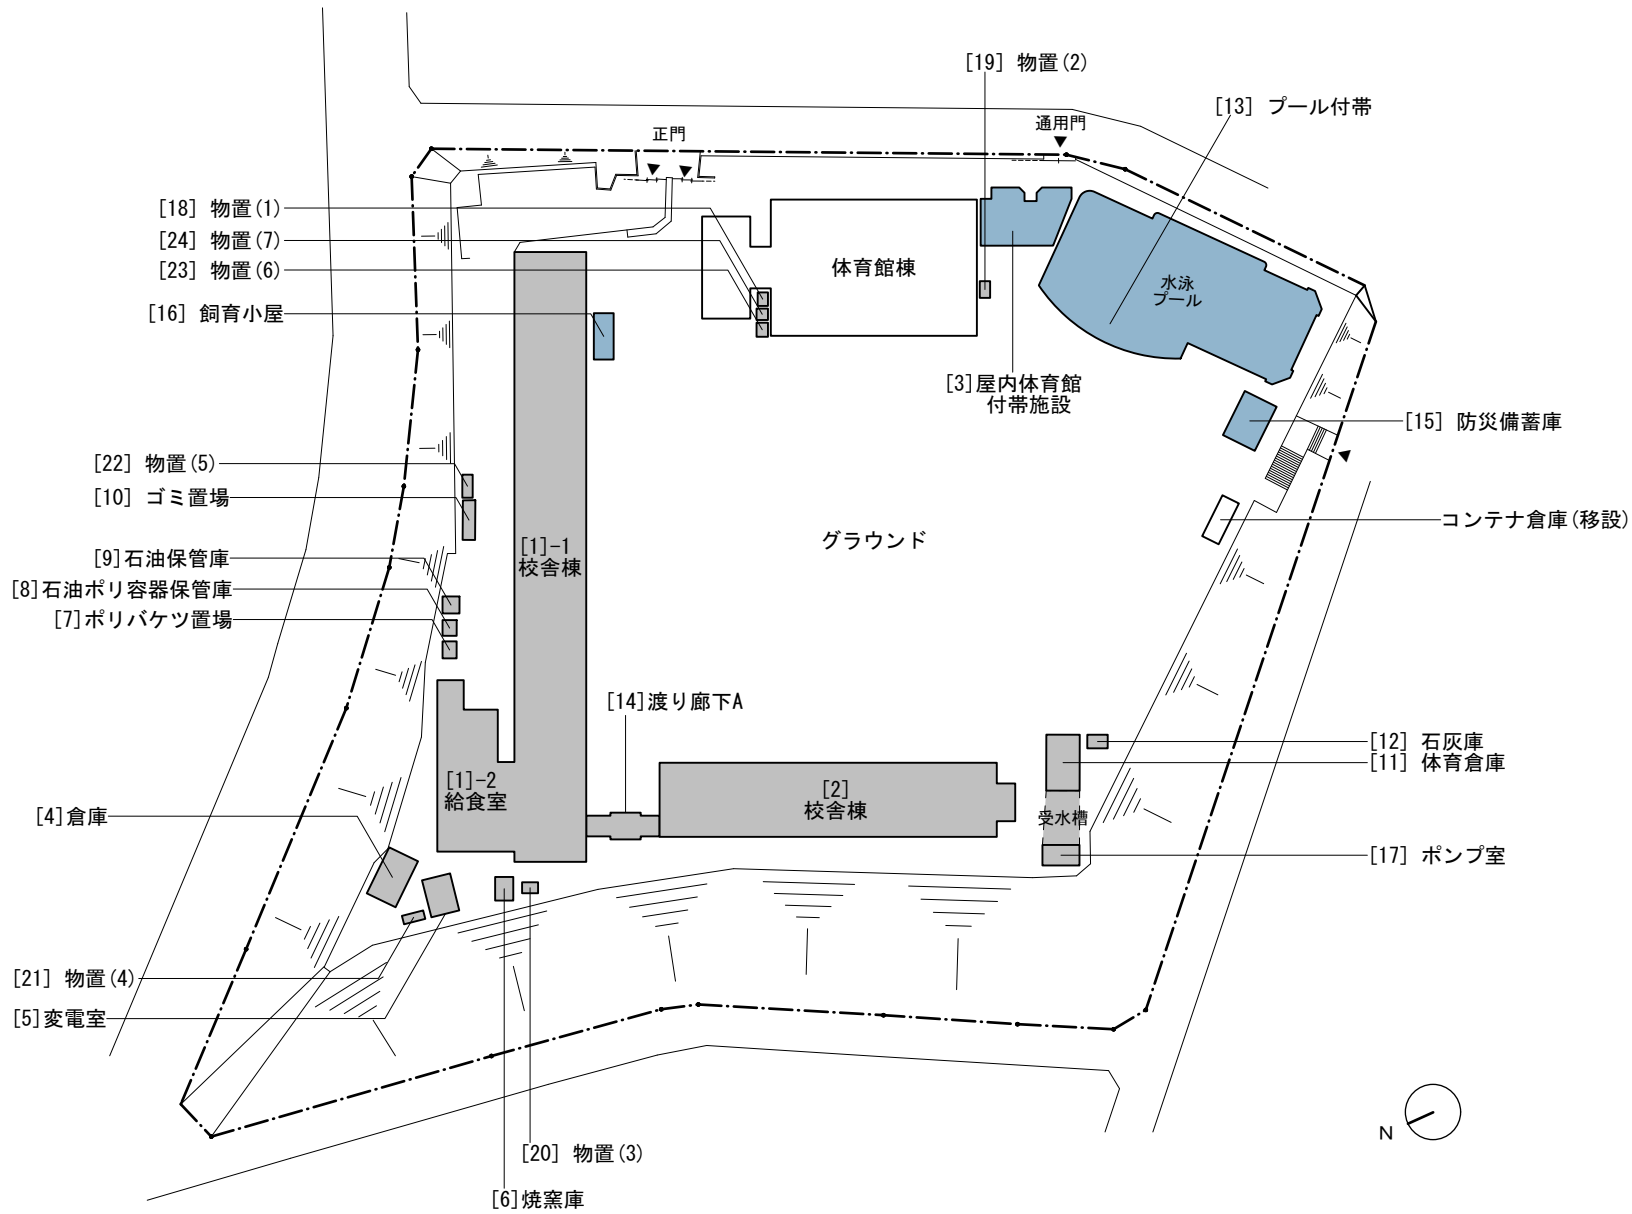 [19] 物置(2)
[13] プール付帯
通用門
正門
[18] 物置(1)
[24] 物置(7)
[23] 物置(6)
[16] 飼育小屋
体育館棟
水泳
プール
[3]屋内体育館
付帯施設
[15] 防災備蓄庫
[22] 物置(5)
[10] ゴミ置場
コンテナ倉庫(移設)
グラウンド
[1]-1
校舎棟
[9]石油保管庫
[8]石油ポリ容器保管庫
[7]ポリバケツ置場
[14]渡り廊下A
[12] 石灰庫
[11] 体育倉庫
[1]-2
給食室
[2]
校舎棟
[4]倉庫
受水槽
[17] ポンプ室
[21] 物置(4)
[5]変電室
N
[20] 物置(3)
[6]焼窯庫